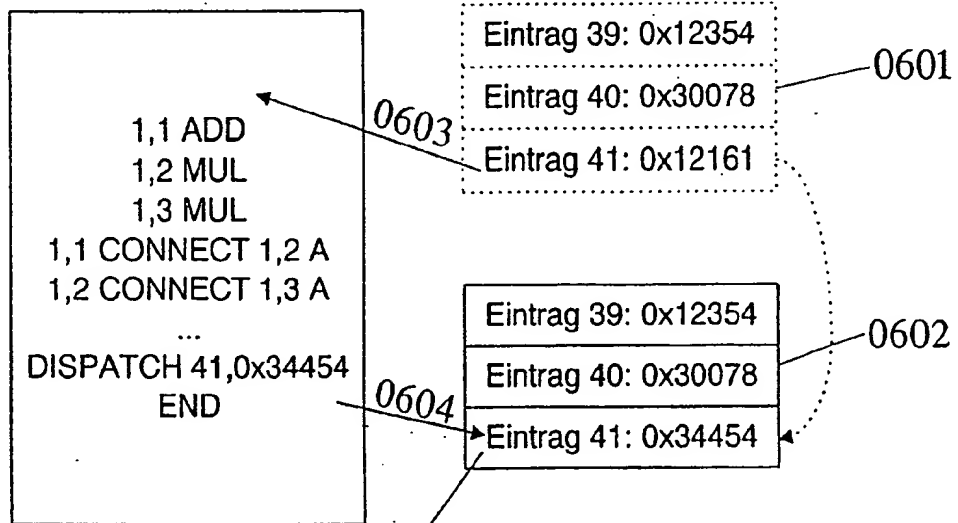 1,1 ADD
1,2 MUL
1,3 MUL
1,1 CONNECT 1,2 A
1,2 CONNECT 1,3 A
...
DISPATCH 41,0x34454
END
Eintrag 39: 0x12354
Eintrag 40: 0x30078
Eintrag 41: 0x12161
0601
0603
Eintrag 39: 0x12354
Eintrag 40: 0x30078
Eintrag 41: 0x34454
0602
0604